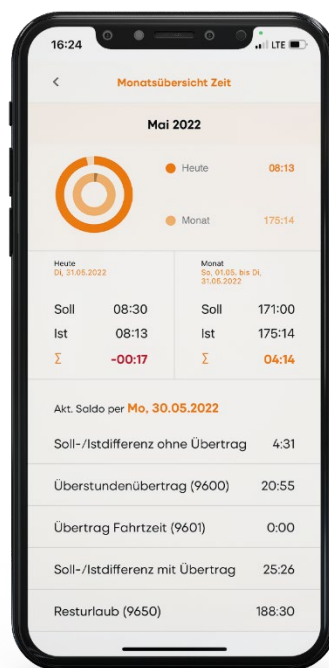 16:24 LTE
Monatsübersicht Zeit
Mai 2022
Heute 08:13
Monat 175:14
Heute
Di, 31.05.2022
Monat
So, 01.05. bis Di,
31.05.2022
Soll 08:30 Soll 171:00
Ist 08:13 Ist 175:14
Σ -00:17 Σ 04:14
Akt. Saldo per Mo, 30.05.2022
Soll-/Istdifferenz ohne Übertrag 4:31
Überstundenübertrag (9600) 20:55
Übertrag Fahrtzeit (9601) 0:00
Soll-/Istdifferenz mit Übertrag 25:26
Resturlaub (9650) 188:30